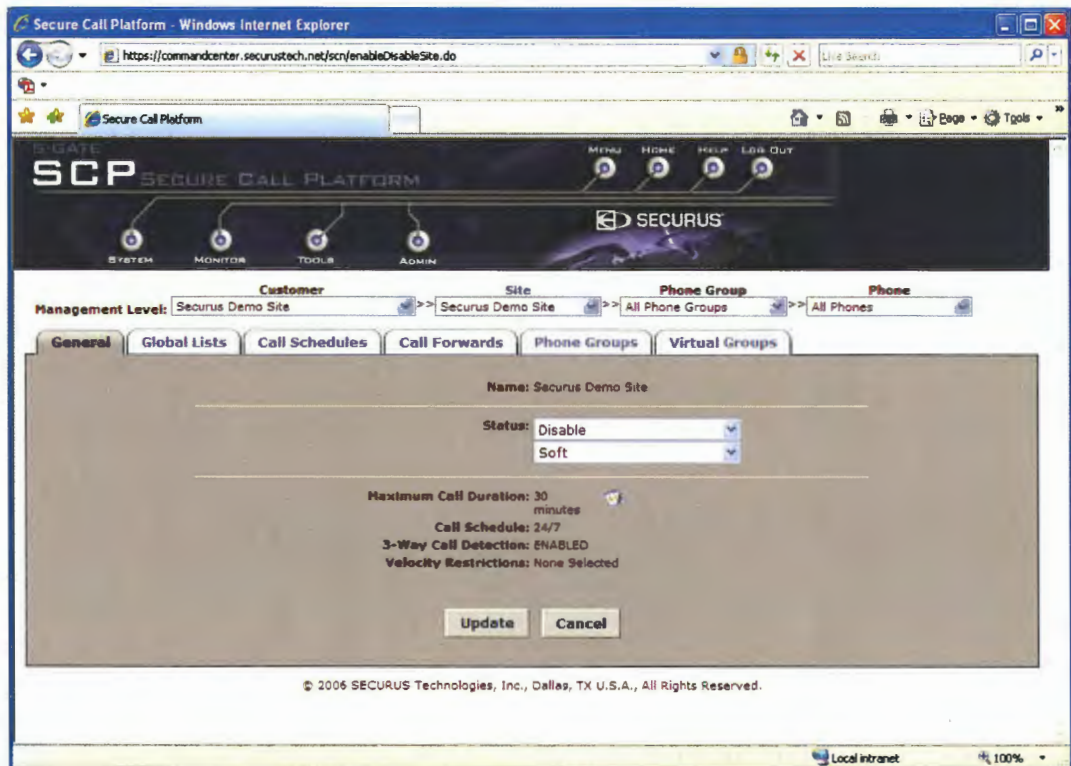 Secure Call Platform - Windows Internet Explorer
https://commandcenter.securustech.net/scn/enableDisableSite.do
Live Search
Secure Call Platform
Page
Tools
S-GATE
SCP SECURE CALL PLATFORM
MENU HOME HELP LOG OUT
SECURUS
SYSTEM MONITOR TOOLS ADMIN
Customer Site Phone Group Phone
Management Level: Securus Demo Site >> Securus Demo Site >> All Phone Groups >> All Phones
General Global Lists Call Schedules Call Forwards Phone Groups Virtual Groups
Name: Securus Demo Site
Status: Disable
Soft
Maximum Call Duration: 30
minutes
Call Schedule: 24/7
3-Way Call Detection: ENABLED
Velocity Restrictions: None Selected
Update Cancel
© 2006 SECURUS Technologies, Inc., Dallas, TX U.S.A., All Rights Reserved.
Local intranet 100%